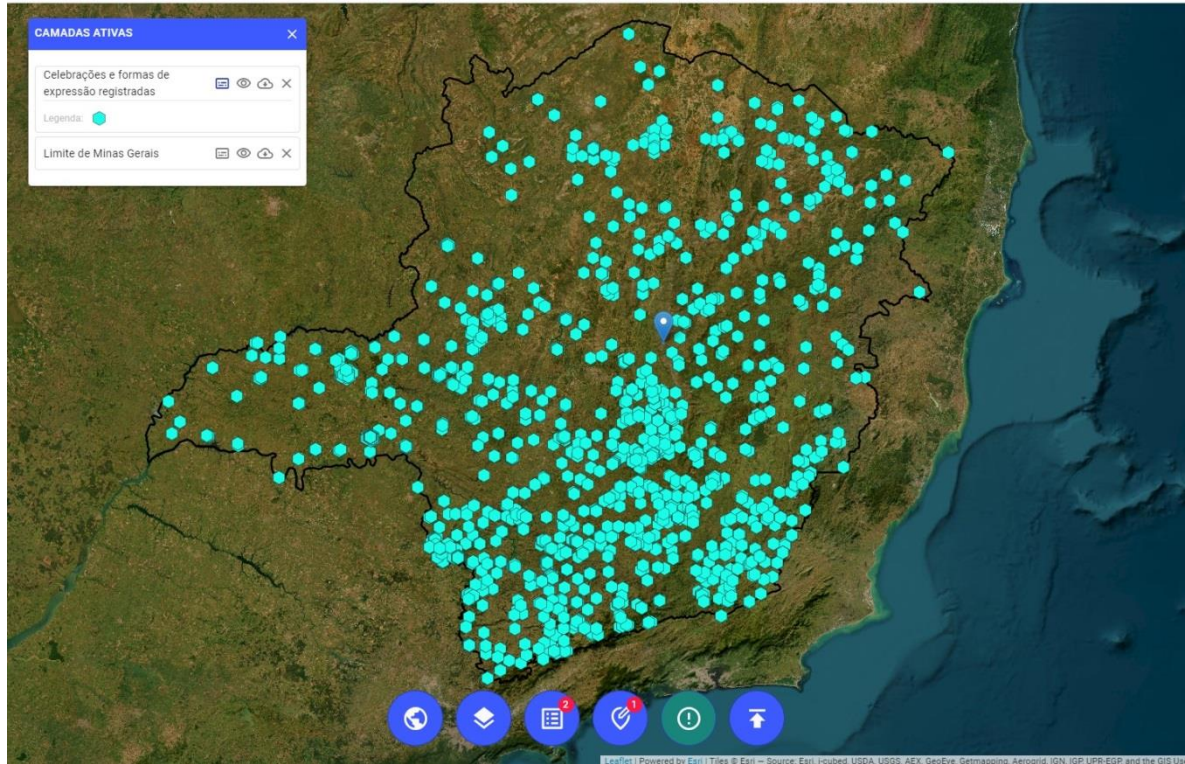 CAMADAS ATIVAS
Celebrações e formas de
expressão registradas
Legenda:
Limite de Minas Gerais
2
1
Leaflet | Powered by Esri | Tiles © Esri — Source: Esri, i-cubed, USDA, USGS, AEX, GeoEye, Getmapping, Aerogrid, IGN, IGP, UPR-EGP, and the GIS Use